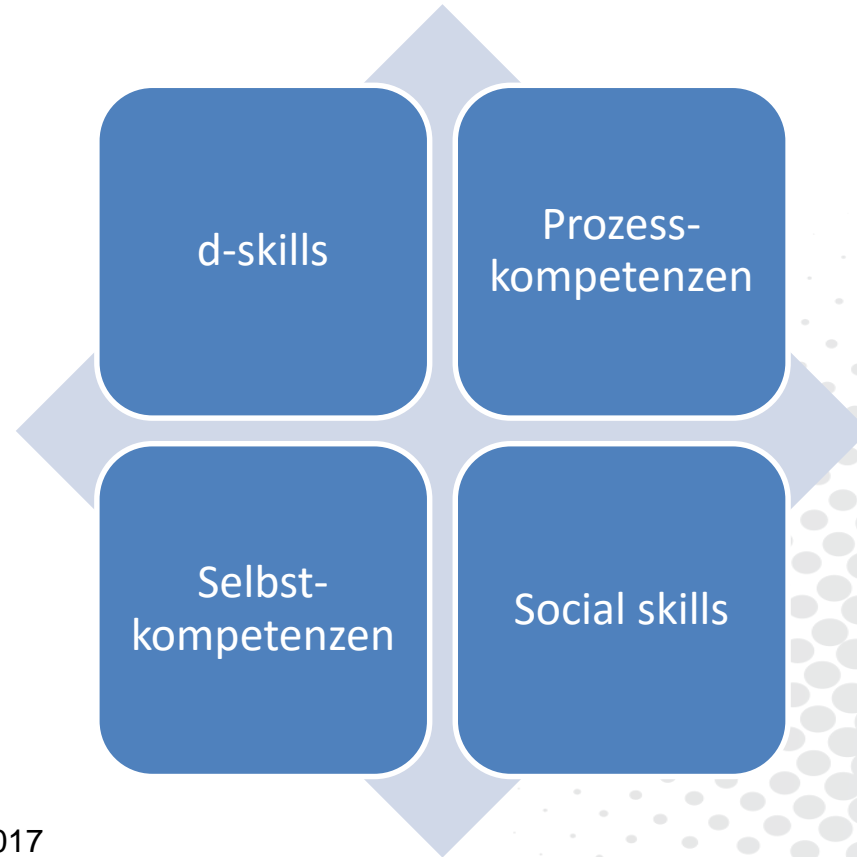 d-skills
Prozess-
kompetenzen
Selbst-
kompetenzen
Social skills
017